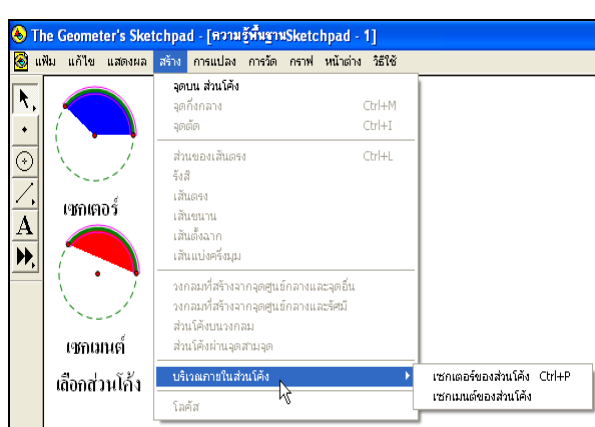 The Geometer's Sketchpad - [ความรู้พื้นฐานSketchpad - 1]
แฟ้ม แก้ไข แสดงผล สร้าง การแปลง การวัด กราฟ หน้าต่าง วิธีใช้
จุดบน ส่วนโค้ง
จุดกึ่งกลาง Ctrl+M
จุดตัด Ctrl+I
ส่วนของเส้นตรง Ctrl+L
รังสี
เส้นตรง
เส้นขนาน
เส้นตั้งฉาก
เส้นแบ่งครึ่งมุม
วงกลมที่สร้างจากจุดศูนย์กลางและจุดอื่น
วงกลมที่สร้างจากจุดศูนย์กลางและรัศมี
ส่วนโค้งบนวงกลม
ส่วนโค้งผ่านจุดสามจุด
บริเวณภายในส่วนโค้ง
โลคัส
เซกเตอร์ของส่วนโค้ง Ctrl+P
เซกเมนต์ของส่วนโค้ง
A
เซกเตอร์
เซกเมนต์
เลือกส่วนโค้ง